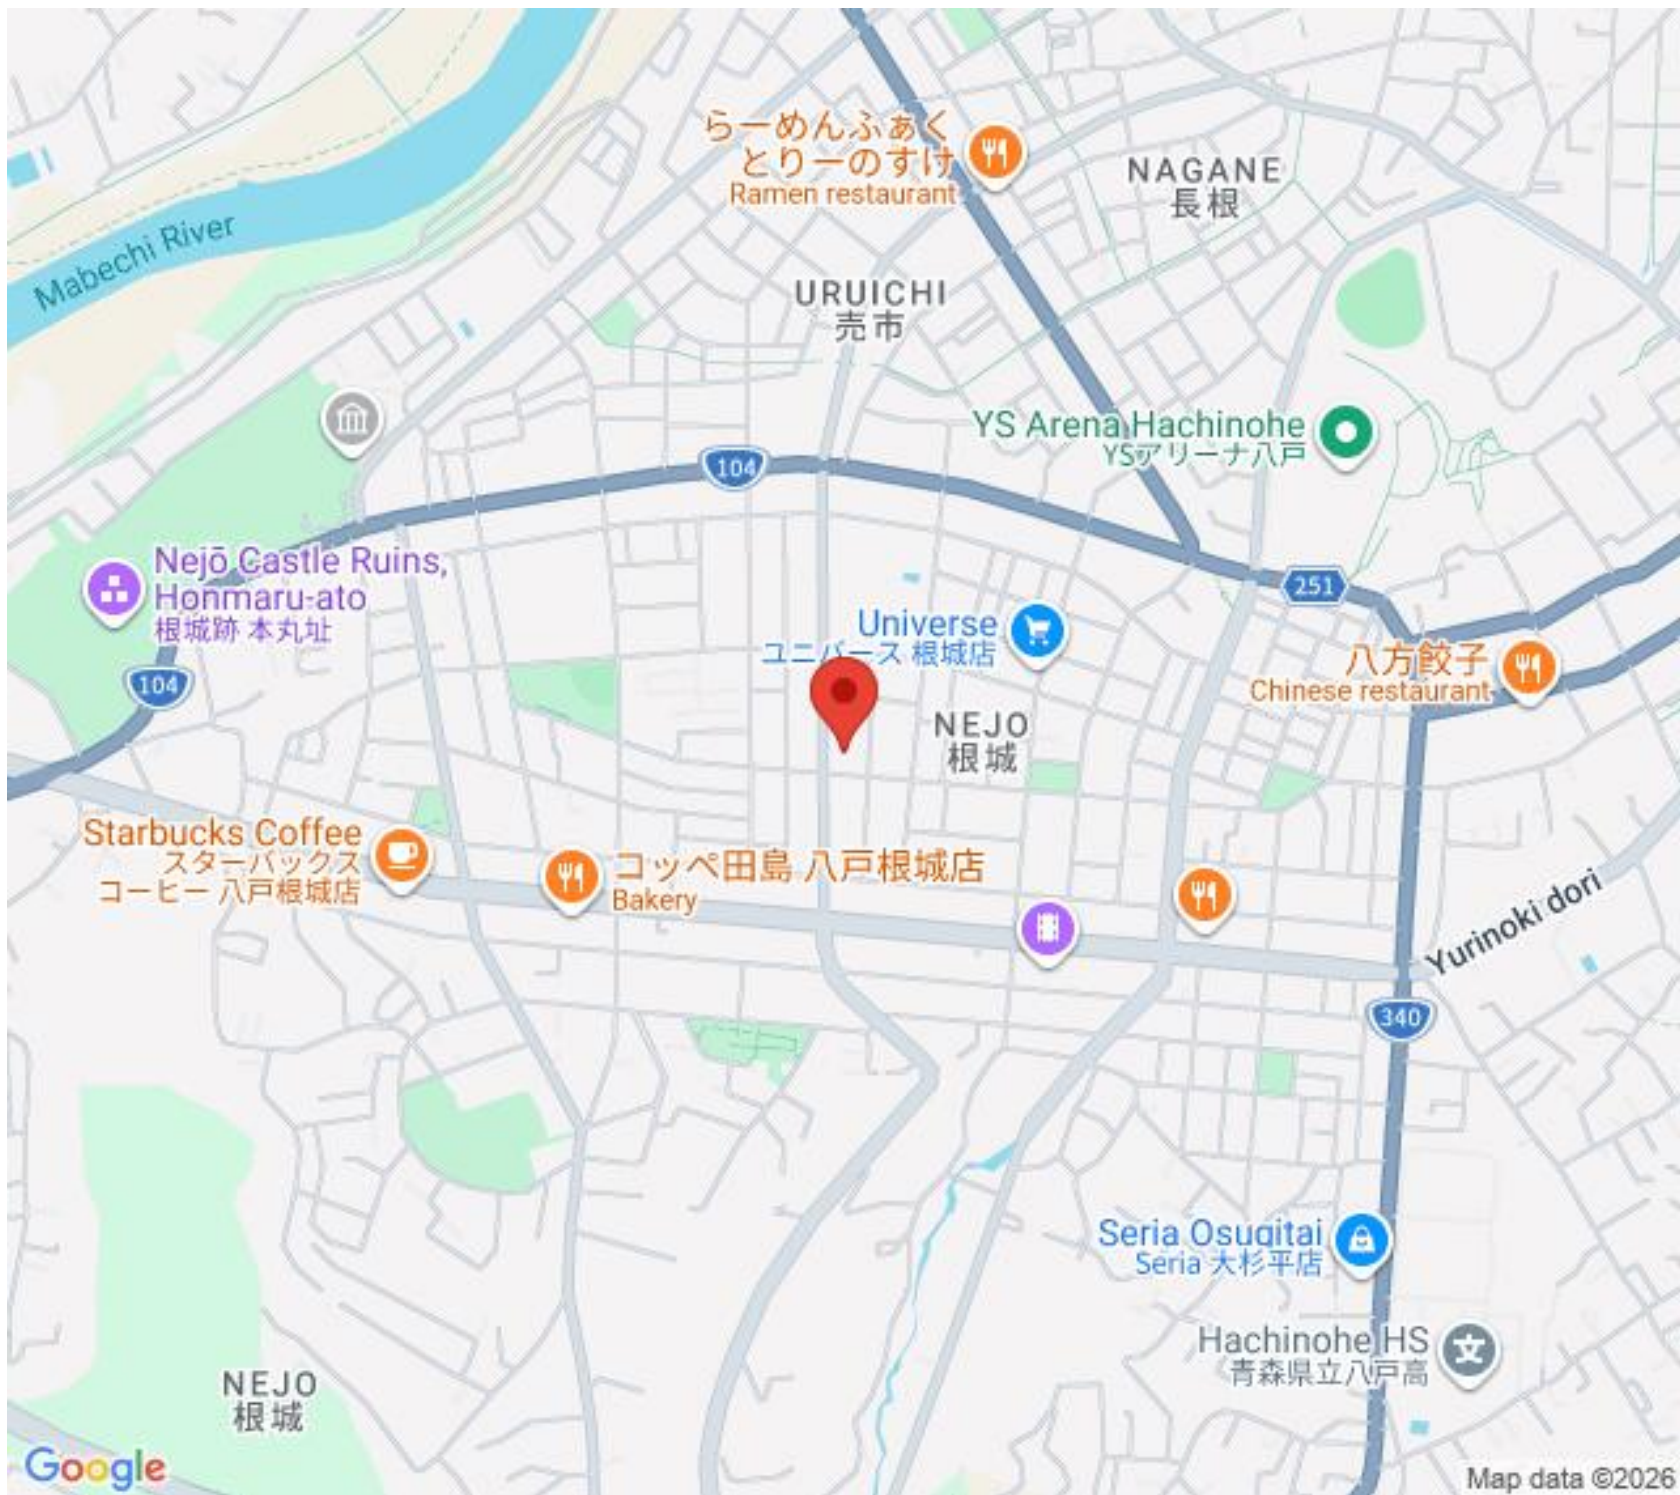 らーめんふぁく
とりーのすけ
Ramen restaurant
NAGANE
長根
Mabechi River
URUICHI
売市
YS Arena Hachinohe
YSアリーナ八戸
104
Nejō Castle Ruins,
Honmaru-ato
根城跡 本丸址
251
Universe
ユニバース 根城店
八方餃子
Chinese restaurant
104
NEJO
根城
Starbucks Coffee
スターバックス
コーヒー 八戸根城店
コッペ田島 八戸根城店
Bakery
Yurinoki dori
340
Seria Osugitai
Seria 大杉平店
Hachinohe HS
青森県立八戸高
NEJO
根城
Google
Map data ©2026